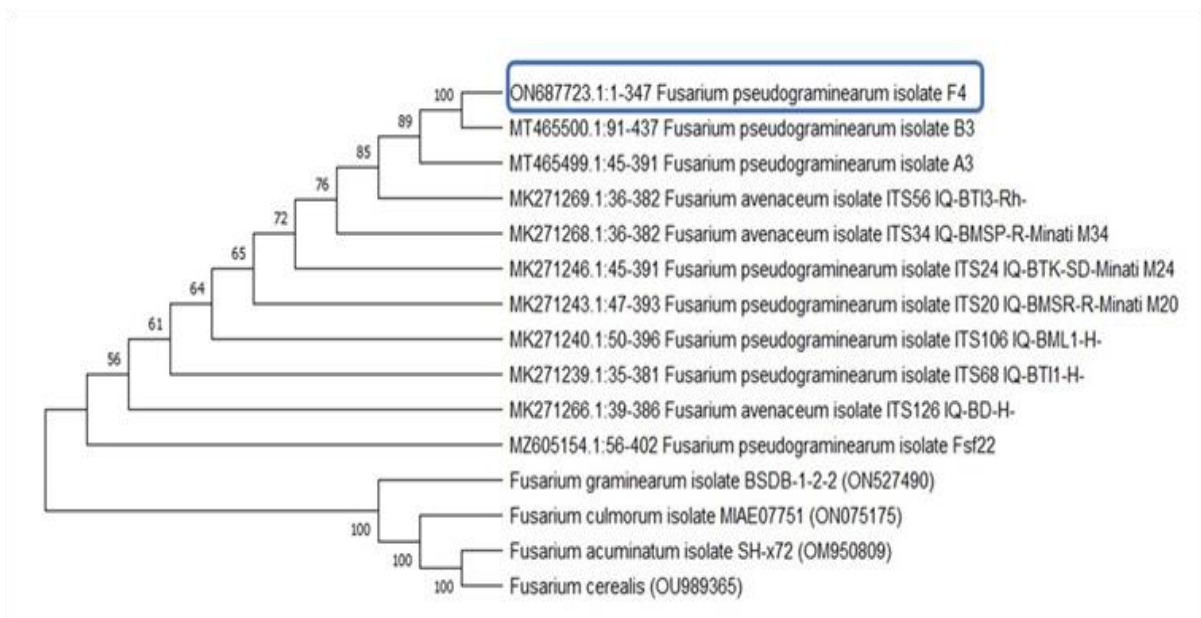 ON687723.1:1-347 Fusarium pseudograminearum isolate F4
100
MT465500.1:91-437 Fusarium pseudograminearum isolate B3
89
MT465499.1:45-391 Fusarium pseudograminearum isolate A3
85
MK271269.1:36-382 Fusarium avenaceum isolate ITS56 IQ-BTI3-Rh-
76
MK271268.1:36-382 Fusarium avenaceum isolate ITS34 IQ-BMSP-R-Minati M34
72
MK271246.1:45-391 Fusarium pseudograminearum isolate ITS24 IQ-BTK-SD-Minati M24
65
MK271243.1:47-393 Fusarium pseudograminearum isolate ITS20 IQ-BMSR-R-Minati M20
64
MK271240.1:50-396 Fusarium pseudograminearum isolate ITS106 IQ-BML1-H-
61
MK271239.1:35-381 Fusarium pseudograminearum isolate ITS68 IQ-BTI1-H-
56
MK271266.1:39-386 Fusarium avenaceum isolate ITS126 IQ-BD-H-
MZ605154.1:56-402 Fusarium pseudograminearum isolate Fsf22
Fusarium graminearum isolate BSDB-1-2-2 (ON527490)
100
Fusarium culmorum isolate MIAE07751 (ON075175)
100
Fusarium acuminatum isolate SH-x72 (OM950809)
100
Fusarium cerealis (OU989365)